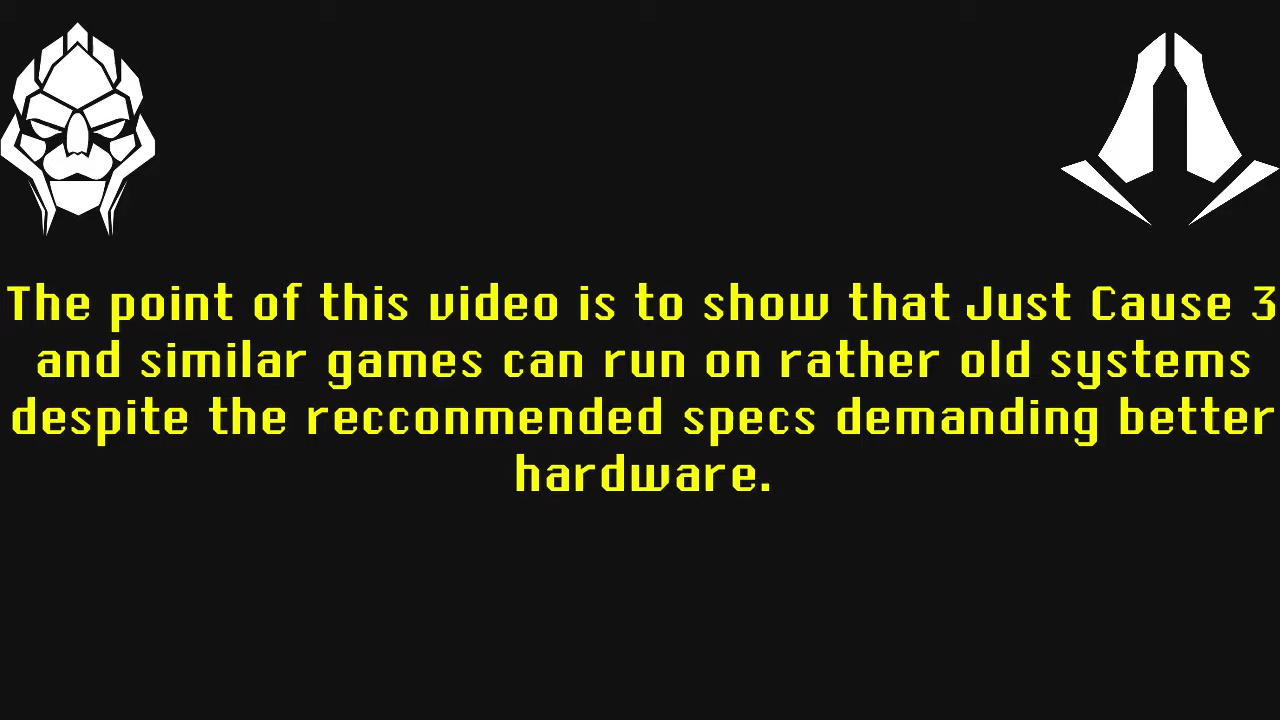 The point of this video is to show that Just Cause 3
and similar games can run on rather old systems
despite the recconmended specs demanding better
hardware.